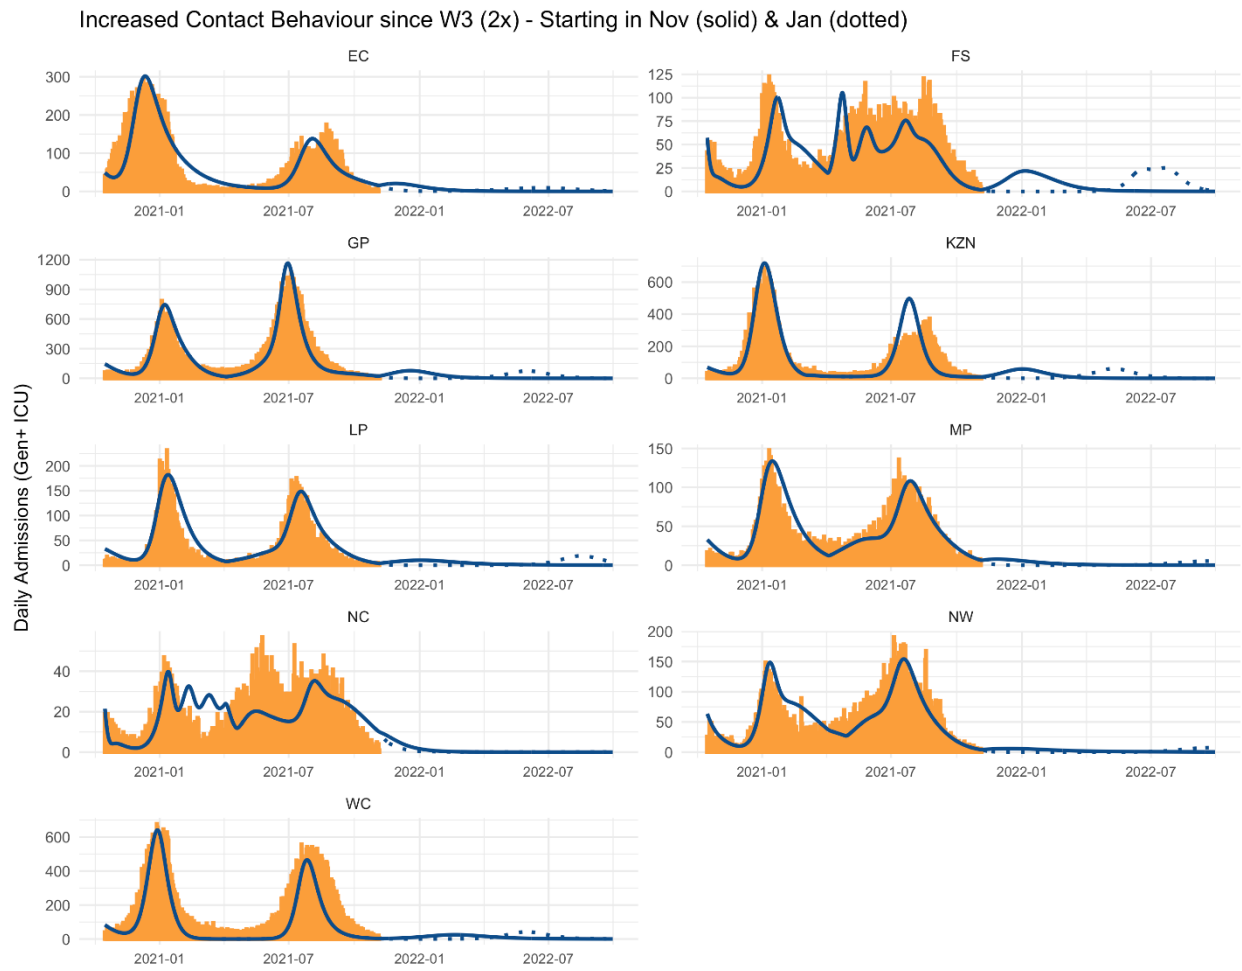 Increased Contact Behaviour since W3 (2x) - Starting in Nov (solid) & Jan (dotted)
Daily Admissions (Gen+ ICU)
EC
300
200
100
0
2021-01 2021-07 2022-01 2022-07
FS
125
100
75
50
25
0
2021-01 2021-07 2022-01 2022-07
GP
1200
900
600
300
0
2021-01 2021-07 2022-01 2022-07
KZN
600
400
200
0
2021-01 2021-07 2022-01 2022-07
LP
200
150
100
50
0
2021-01 2021-07 2022-01 2022-07
MP
150
100
50
0
2021-01 2021-07 2022-01 2022-07
NC
40
20
0
2021-01 2021-07 2022-01 2022-07
NW
200
150
100
50
0
2021-01 2021-07 2022-01 2022-07
WC
600
400
200
0
2021-01 2021-07 2022-01 2022-07